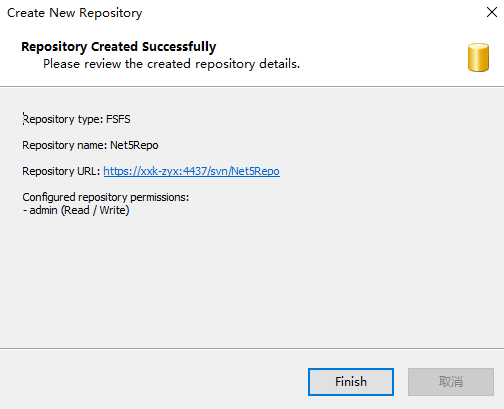 Create New Repository
Repository Created Successfully
Please review the created repository details.
Repository type: FSFS
Repository name: Net5Repo
Repository URL: https://xxk-zyx:4437/svn/Net5Repo
Configured repository permissions:
- admin (Read / Write)
Finish
取消